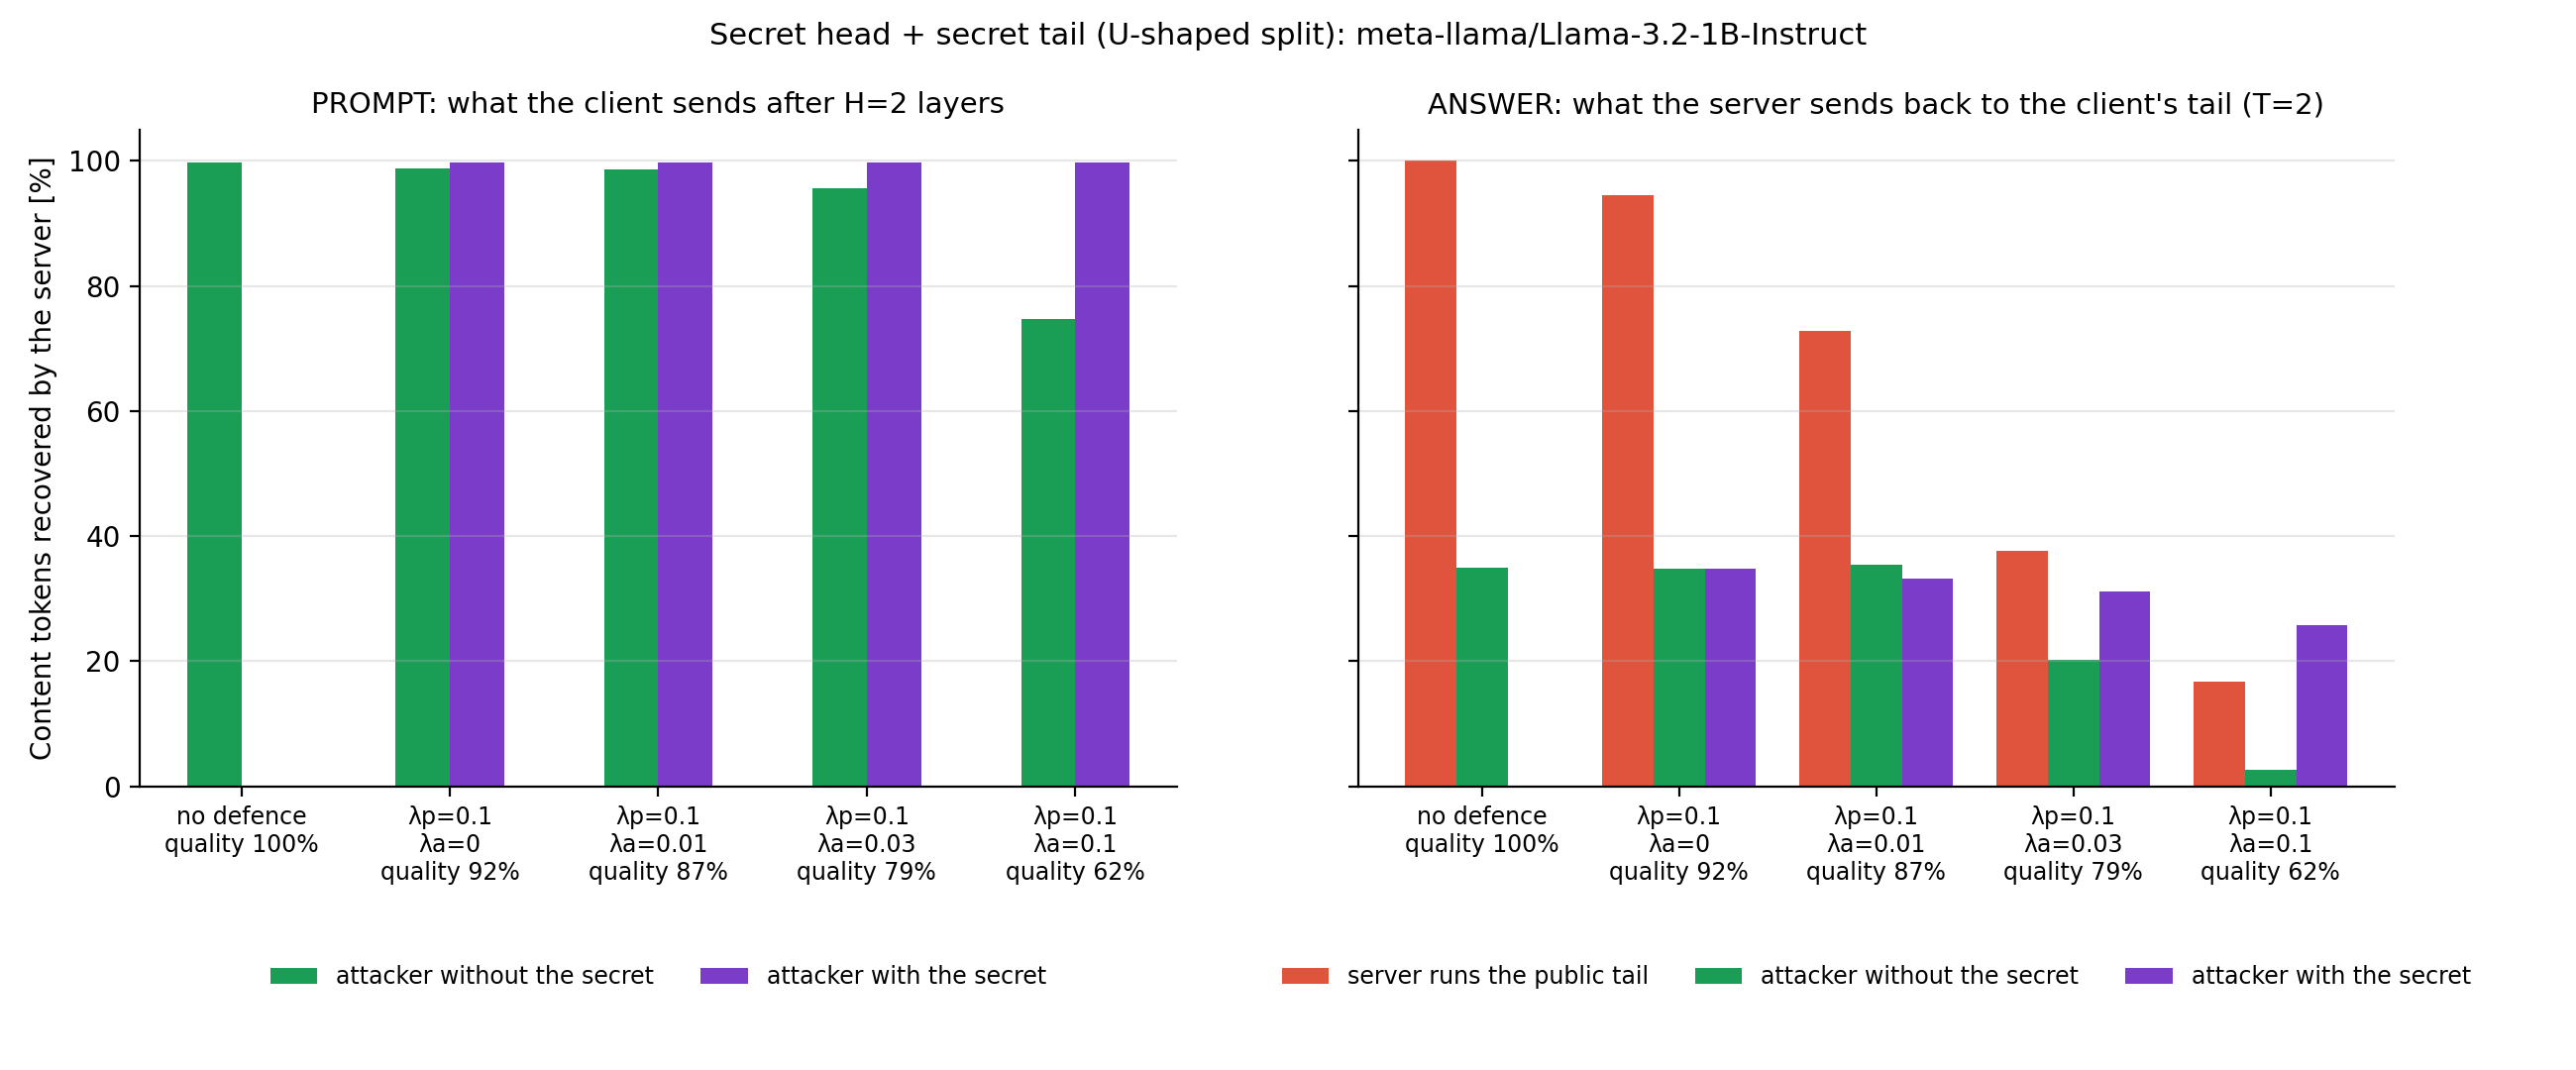 Secret head + secret tail (U-shaped split): meta-llama/Llama-3.2-1B-Instruct
PROMPT: what the client sends after H=2 layers
Content tokens recovered by the server [%]
100
80
60
40
20
0
no defence
quality 100%
λp=0.1
λa=0
quality 92%
λp=0.1
λa=0.01
quality 87%
λp=0.1
λa=0.03
quality 79%
λp=0.1
λa=0.1
quality 62%
attacker without the secret
attacker with the secret
ANSWER: what the server sends back to the client's tail (T=2)
no defence
quality 100%
λp=0.1
λa=0
quality 92%
λp=0.1
λa=0.01
quality 87%
λp=0.1
λa=0.03
quality 79%
λp=0.1
λa=0.1
quality 62%
server runs the public tail
attacker without the secret
attacker with the secret